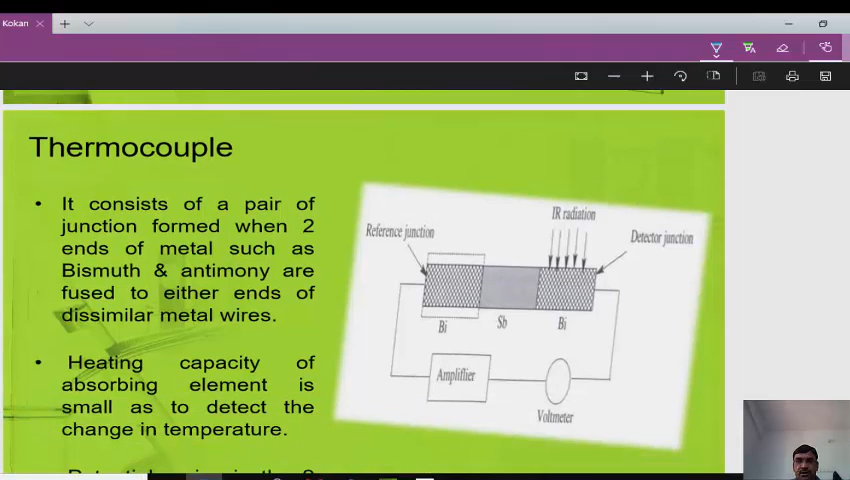 Kokan
Thermocouple
• It consists of a pair of
junction formed when 2
ends of metal such as
Bismuth & antimony are
fused to either ends of
dissimilar metal wires.
• Heating capacity of
absorbing element is
small as to detect the
change in temperature.
IR radiation
Reference junction
Detector junction
Bi
Sb
Bi
Amplifiier
Voltmeter